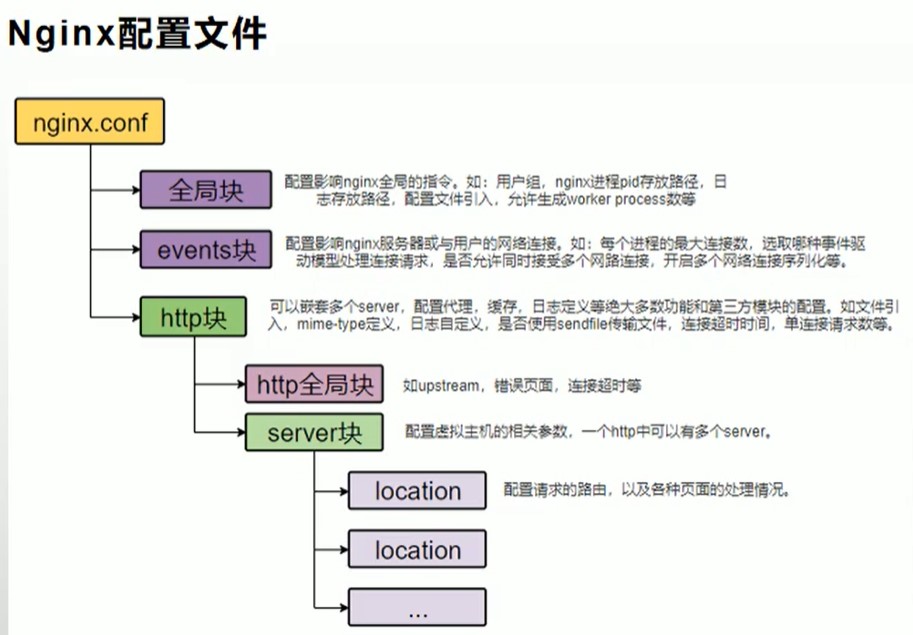 Nginx配置文件
nginx.conf
全局块
配置影响nginx全局的指令。如：用户组，nginx进程pid存放路径，日
志存放路径，配置文件引入，允许生成worker process数等
events块
配置影响nginx服务器或与用户的网络连接。如：每个进程的最大连接数，选取哪种事件驱
动模型处理连接请求，是否允许同时接受多个网路连接，开启多个网络连接序列化等。
http块
可以嵌套多个server，配置代理，缓存，日志定义等绝大多数功能和第三方模块的配置。如文件引
入，mime-type定义，日志自定义，是否使用sendfile传输文件，连接超时时间，单连接请求数等。
http全局块
如upstream，错误页面，连接超时等
server块
配置虚拟主机的相关参数，一个http中可以有多个server。
location
配置请求的路由，以及各种页面的处理情况。
location
...